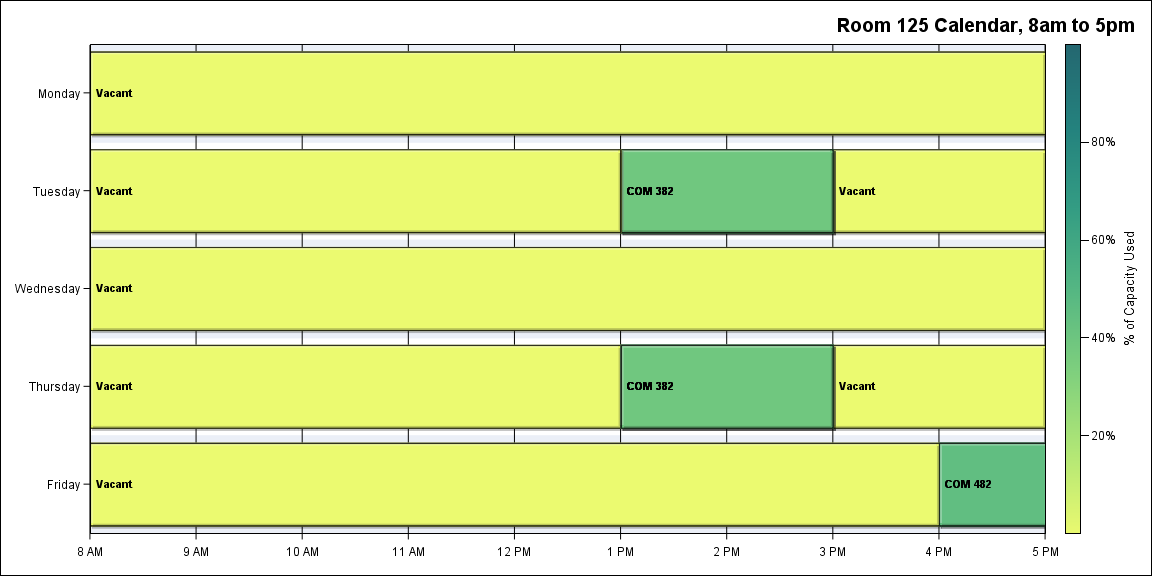 Room 125 Calendar, 8am to 5pm
Monday
Vacant
Tuesday
Vacant
COM 382
Vacant
Wednesday
Vacant
Thursday
Vacant
COM 382
Vacant
Friday
Vacant
COM 482
8 AM 9 AM 10 AM 11 AM 12 PM 1 PM 2 PM 3 PM 4 PM 5 PM
80%
60%
40%
20%
% of Capacity Used